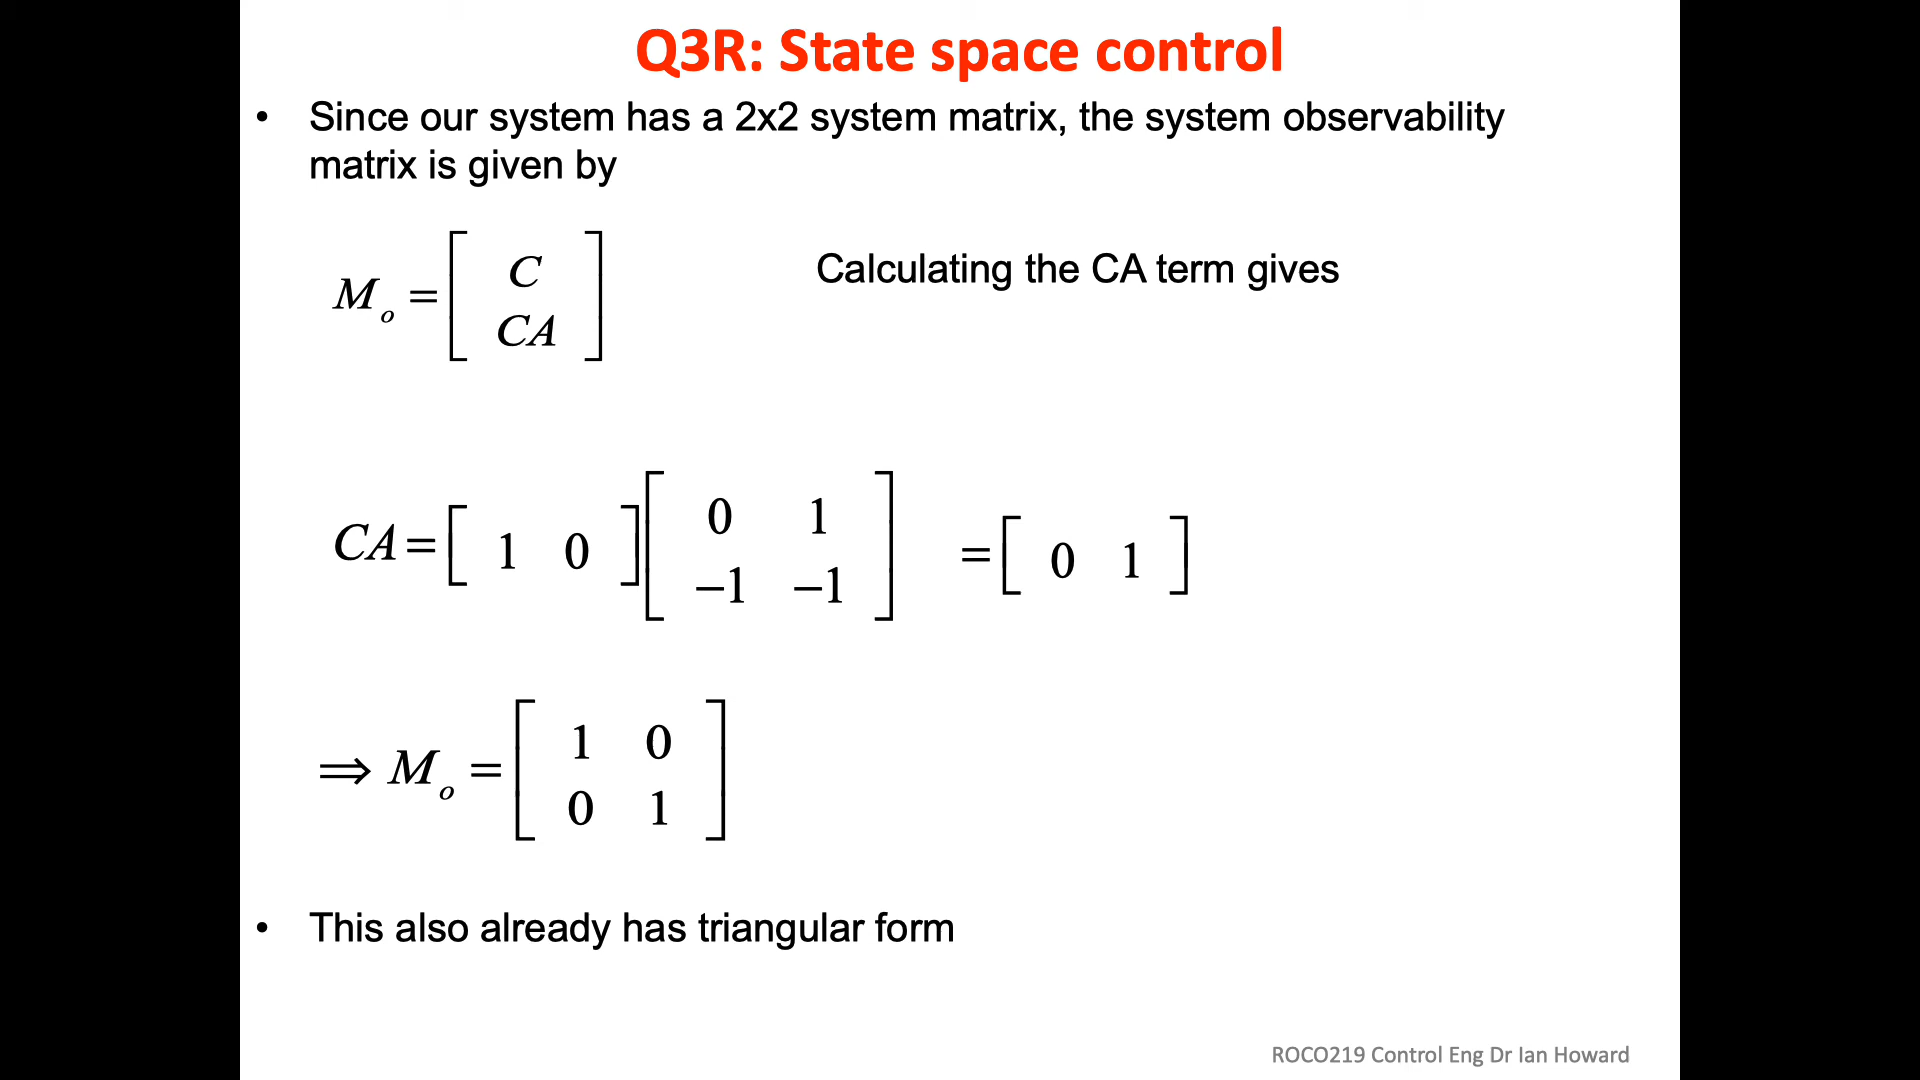 Q3R: State space control
• Since our system has a 2x2 system matrix, the system observability
matrix is given by
M_o = [ C ; CA ]
Calculating the CA term gives
CA = [ 1 0 ] [ 0 1 ; −1 −1 ] = [ 0 1 ]
⇒ M_o = [ 1 0 ; 0 1 ]
• This also already has triangular form
ROCO219 Control Eng Dr Ian Howard